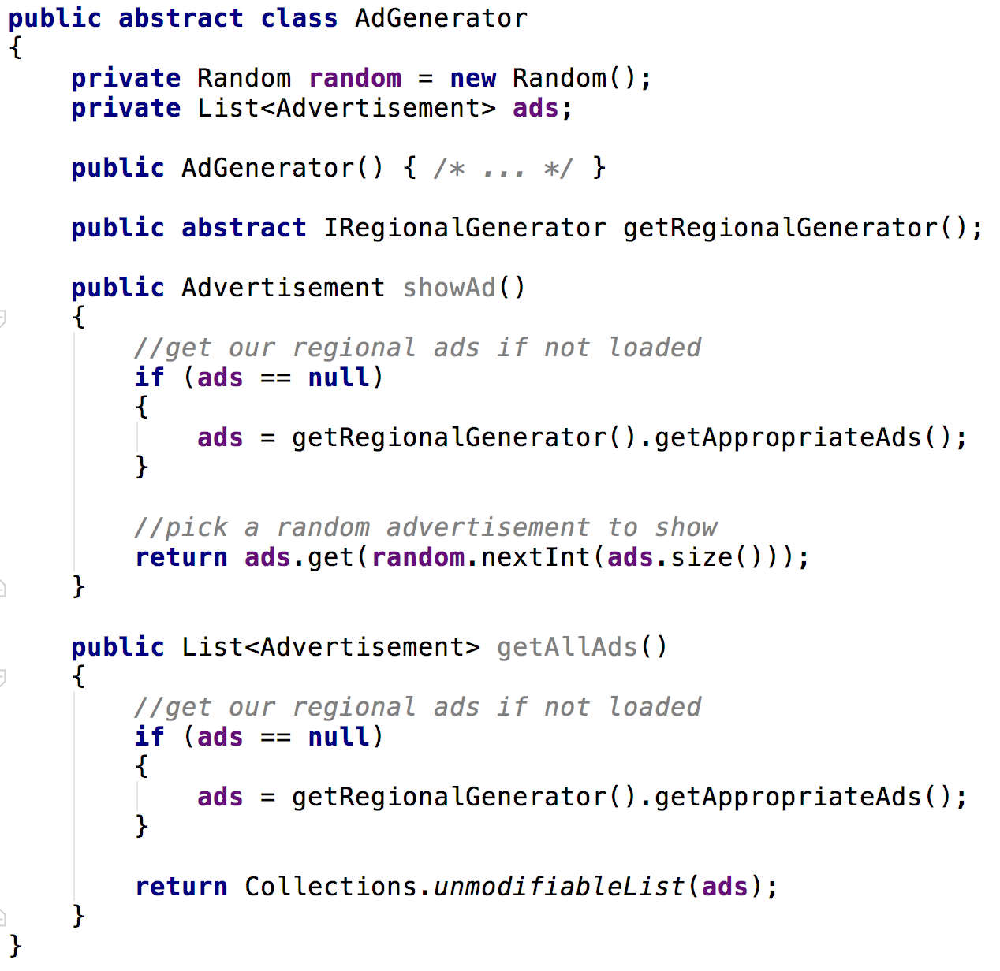 public abstract class AdGenerator
{
    private Random random = new Random();
    private List<Advertisement> ads;

    public AdGenerator() { /* ... */ }

    public abstract IRegionalGenerator getRegionalGenerator();

    public Advertisement showAd()
    {
        //get our regional ads if not loaded
        if (ads == null)
        {
            ads = getRegionalGenerator().getAppropriateAds();
        }

        //pick a random advertisement to show
        return ads.get(random.nextInt(ads.size()));
    }

    public List<Advertisement> getAllAds()
    {
        //get our regional ads if not loaded
        if (ads == null)
        {
            ads = getRegionalGenerator().getAppropriateAds();
        }

        return Collections.unmodifiableList(ads);
    }
}